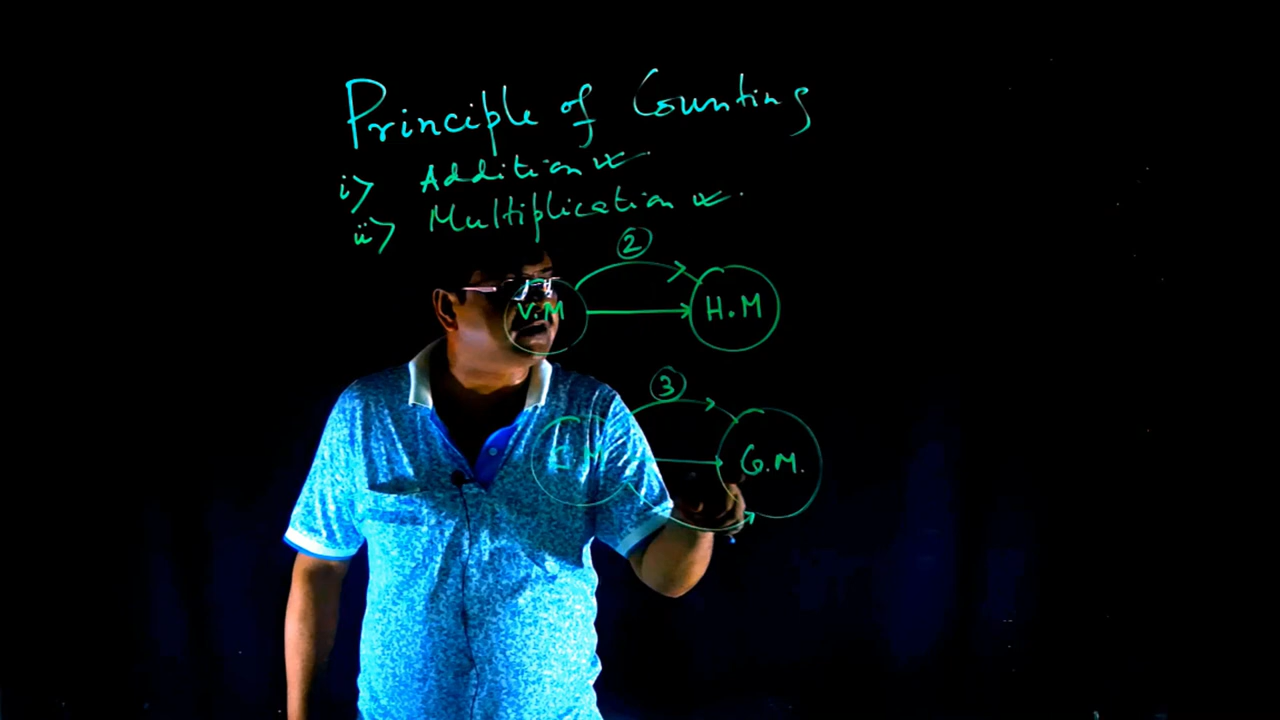 Principle of Counting
i> Addition
ii> Multiplication
②
V.M H.M
③
G.M.